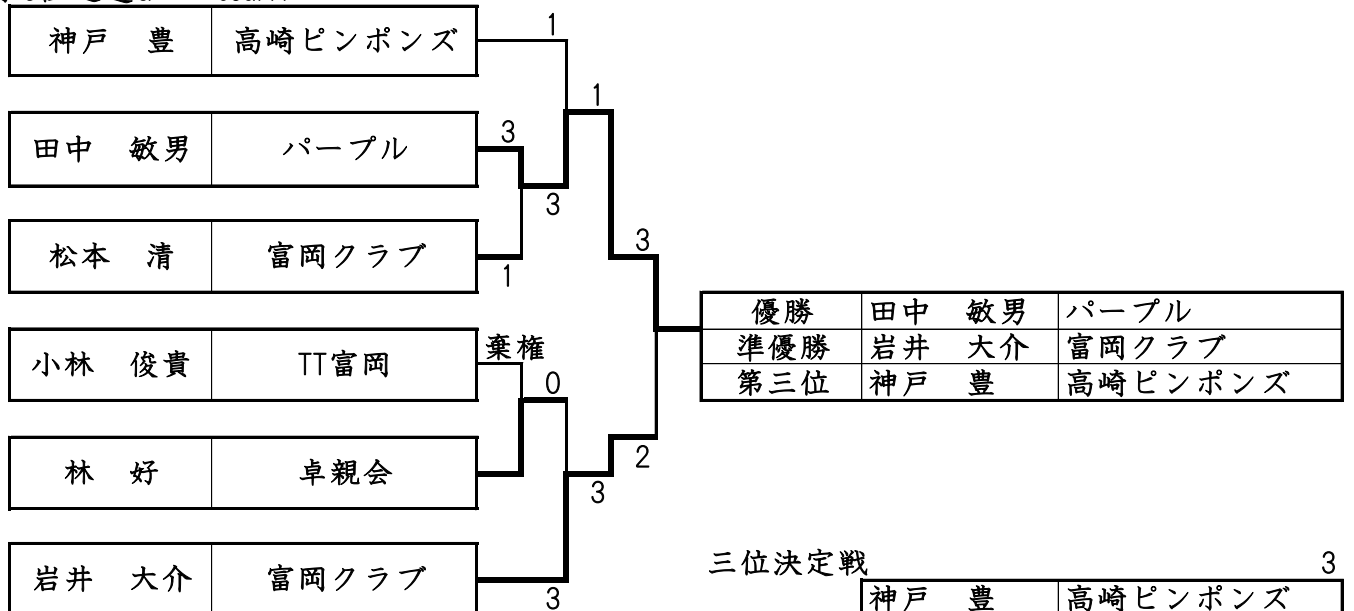 1
神戸　豊　高崎ピンポンズ
1
田中　敏男　パープル
3
3
松本　清　富岡クラブ
1
3
優勝　田中　敏男　パープル
準優勝　岩井　大介　富岡クラブ
第三位　神戸　豊　高崎ピンポンズ
小林　俊貴　TT富岡
棄権
0
林　好　卓親会
2
3
岩井　大介　富岡クラブ
3
三位決定戦　3
神戸　豊　高崎ピンポンズ